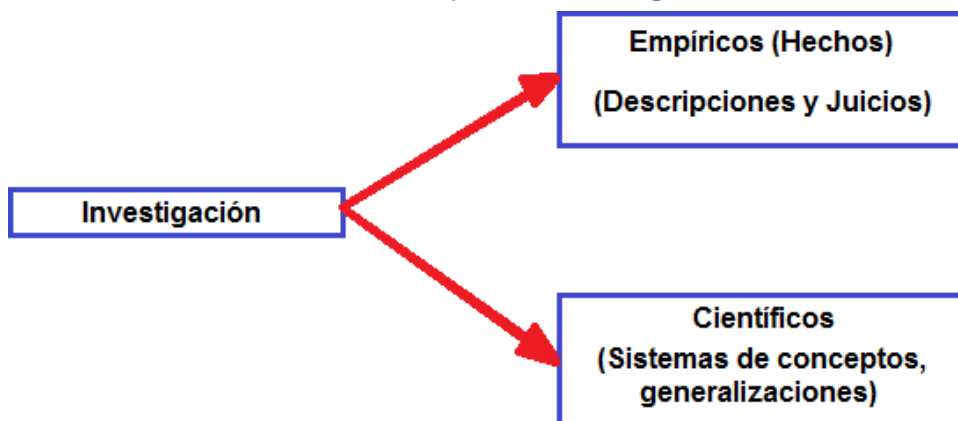 Empíricos (Hechos)
(Descripciones y Juicios)
Investigación
Científicos
(Sistemas de conceptos,
generalizaciones)